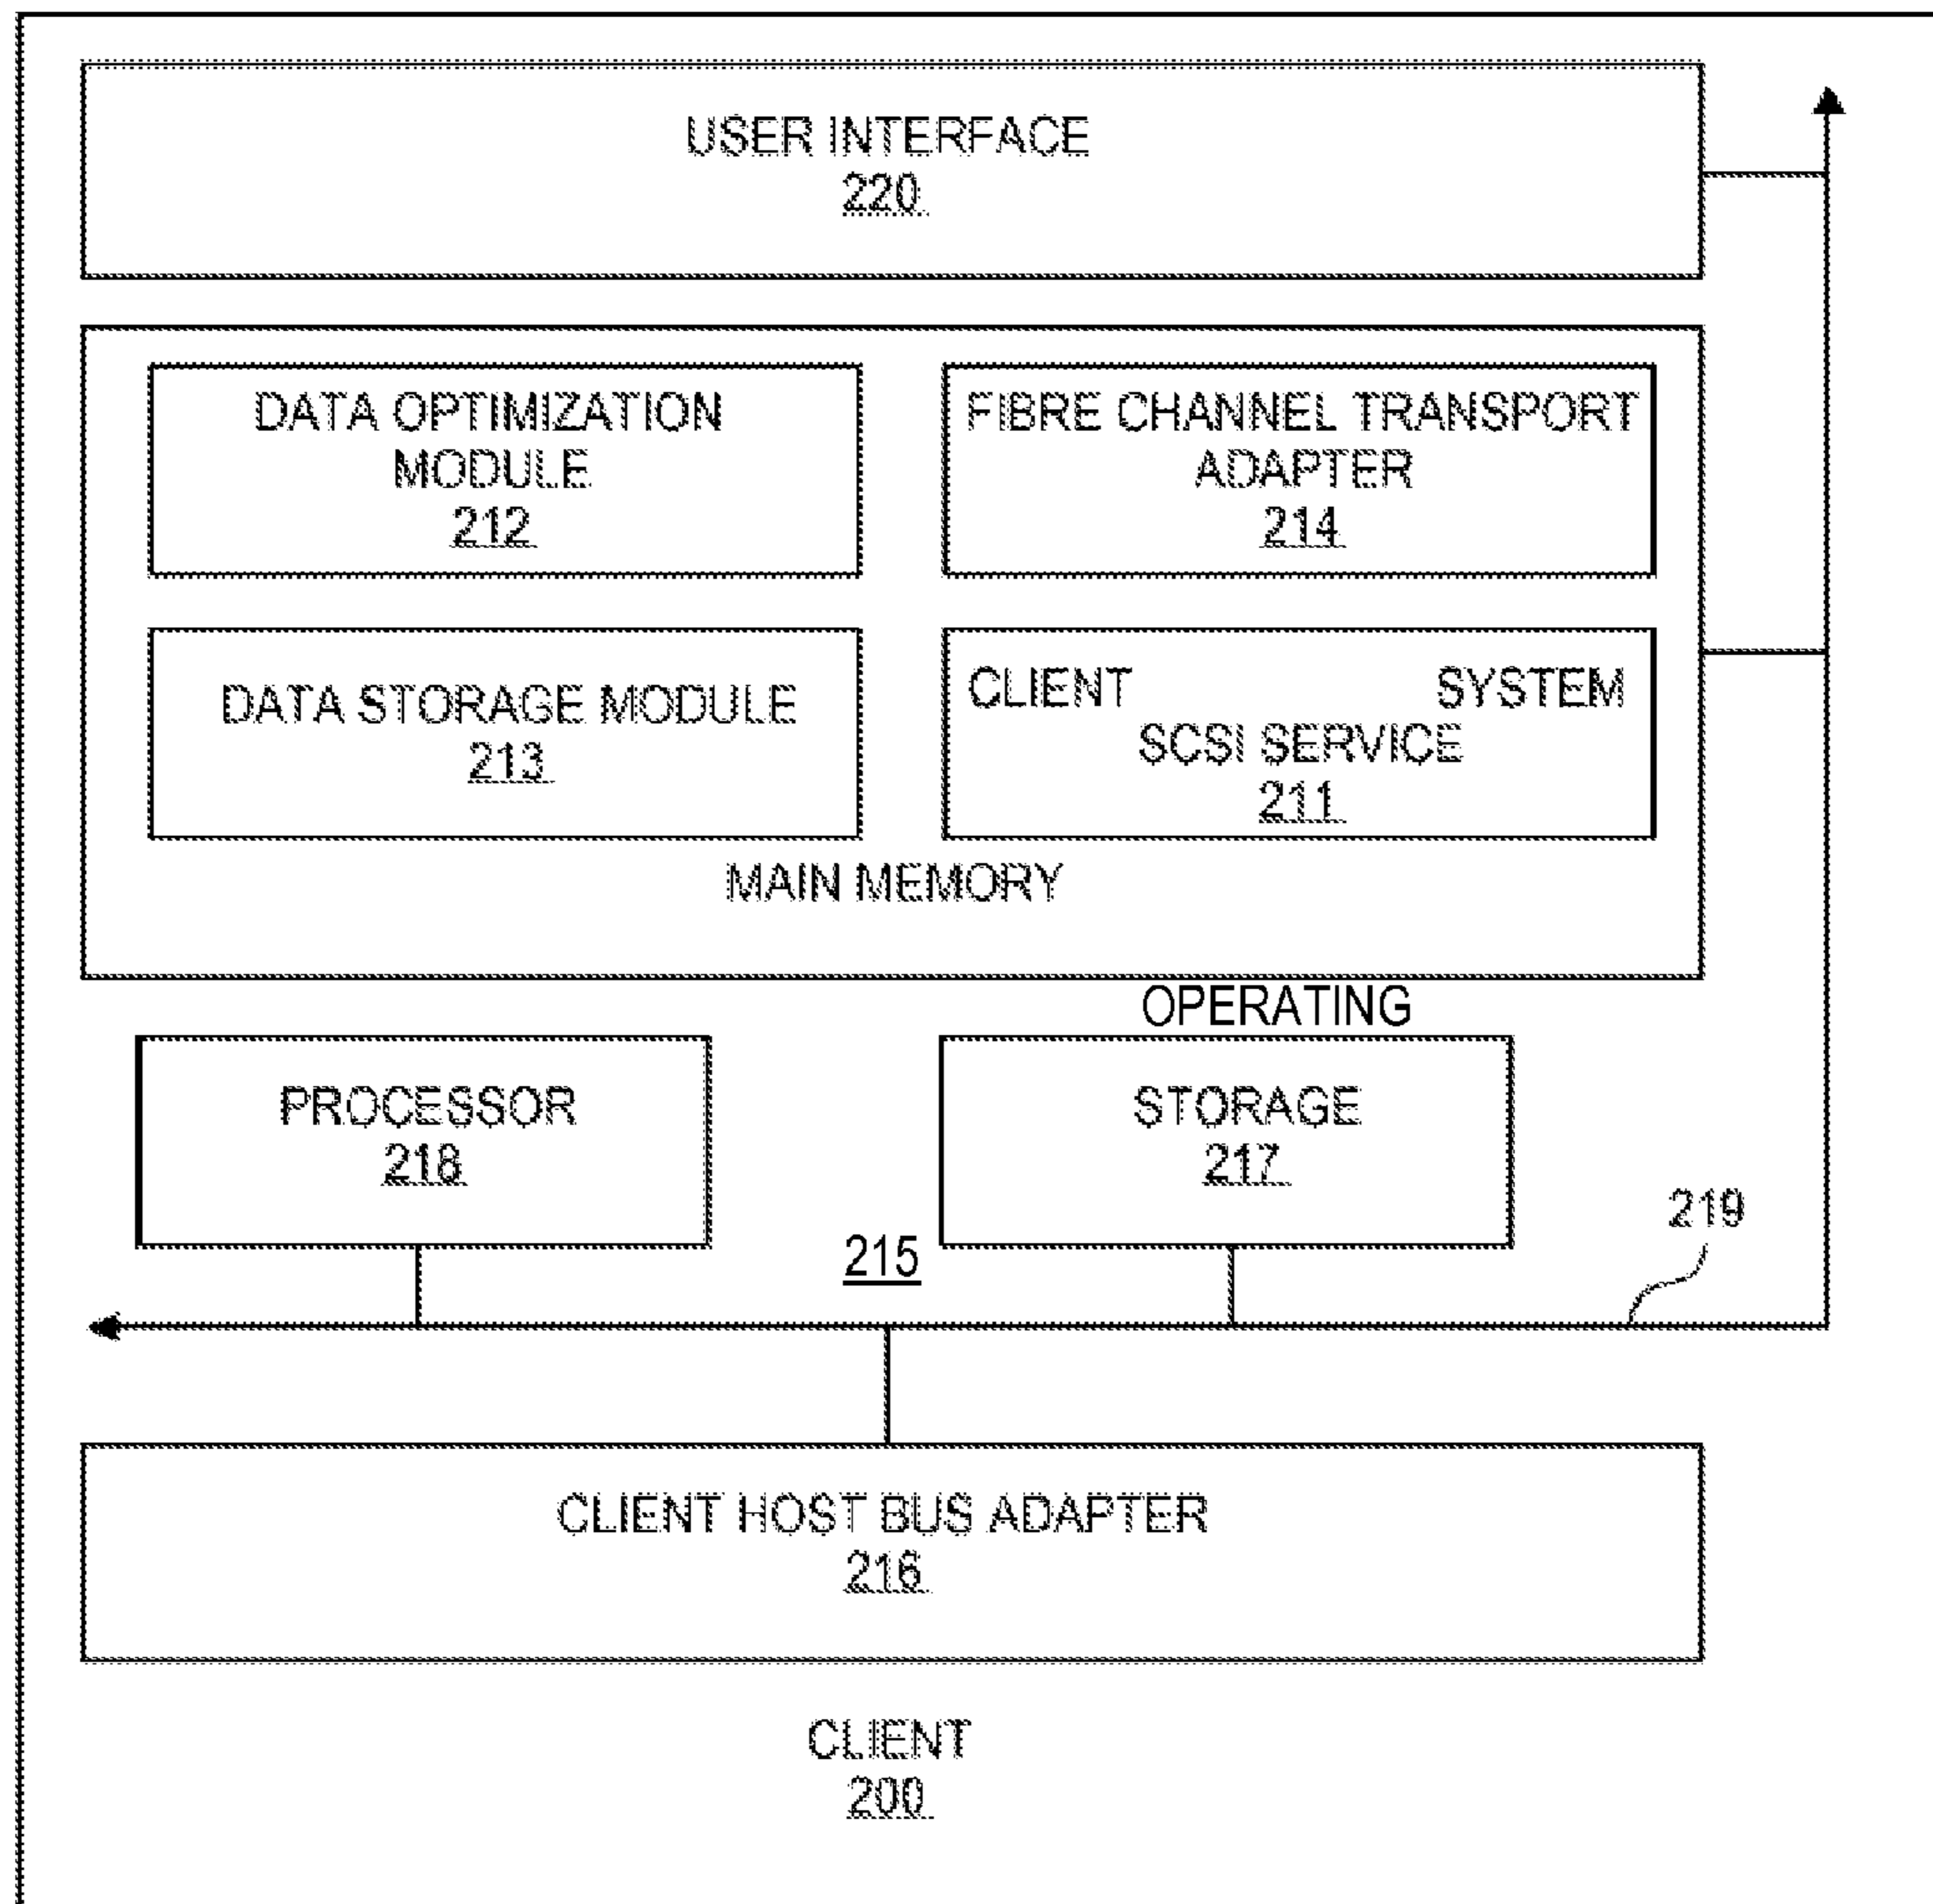 USER INTERFACE
220
DATA OPTIMIZATION
MODULE
212
FIBRE CHANNEL TRANSPORT
ADAPTER
214
DATA STORAGE MODULE
213
CLIENT SYSTEM
SCSI SERVICE
211
MAIN MEMORY
OPERATING
PROCESSOR
218
STORAGE
217
219
215
CLIENT HOST BUS ADAPTER
216
CLIENT
200